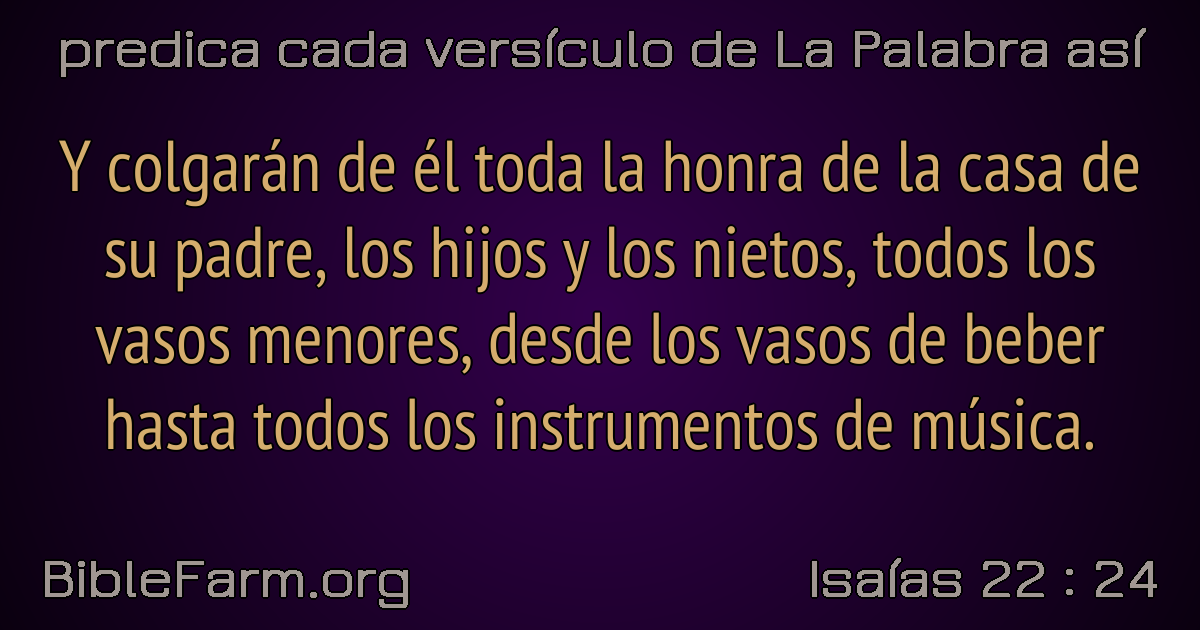 predica cada versículo de La Palabra así
Y colgarán de él toda la honra de la casa de
su padre, los hijos y los nietos, todos los
vasos menores, desde los vasos de beber
hasta todos los instrumentos de música.
BibleFarm.org
Isaías 22 : 24